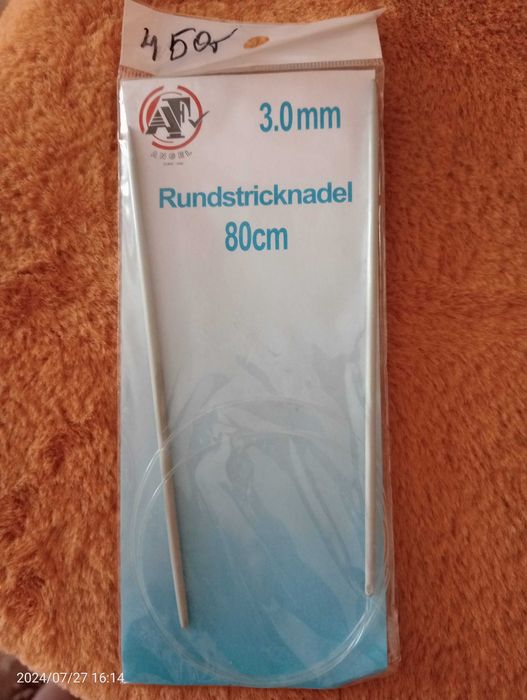 450
3.0mm
AF
ANGEL
Rundstricknadel
80cm
2024/07/27 16:14